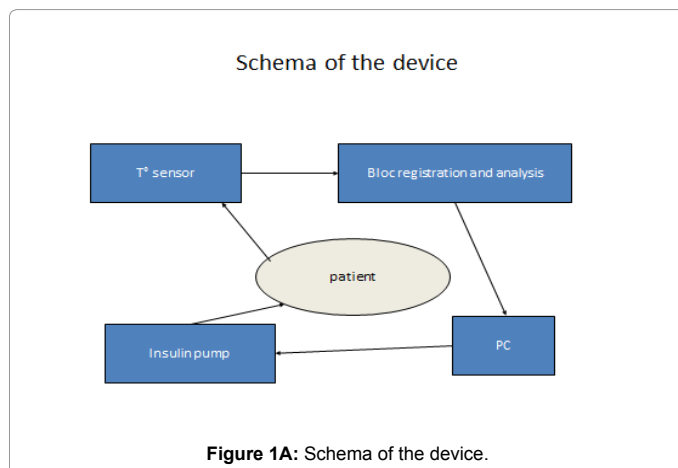 Schema of the device
T° sensor
Bloc registration and analysis
patient
Insulin pump
PC
Figure 1A: Schema of the device.